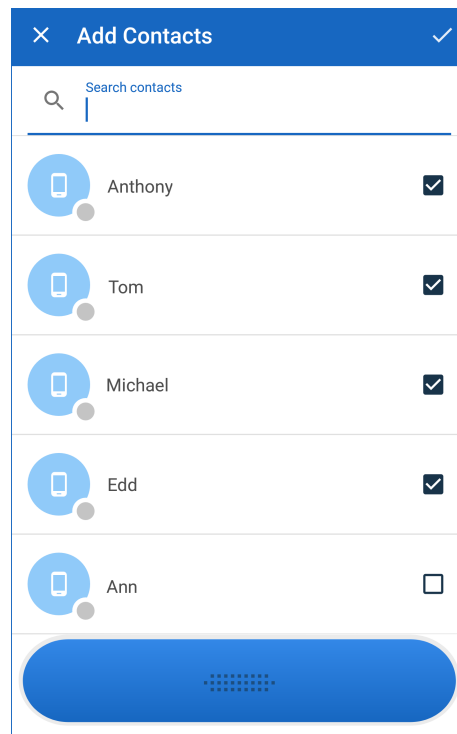 Add Contacts
Search contacts
Anthony
Tom
Michael
Edd
Ann